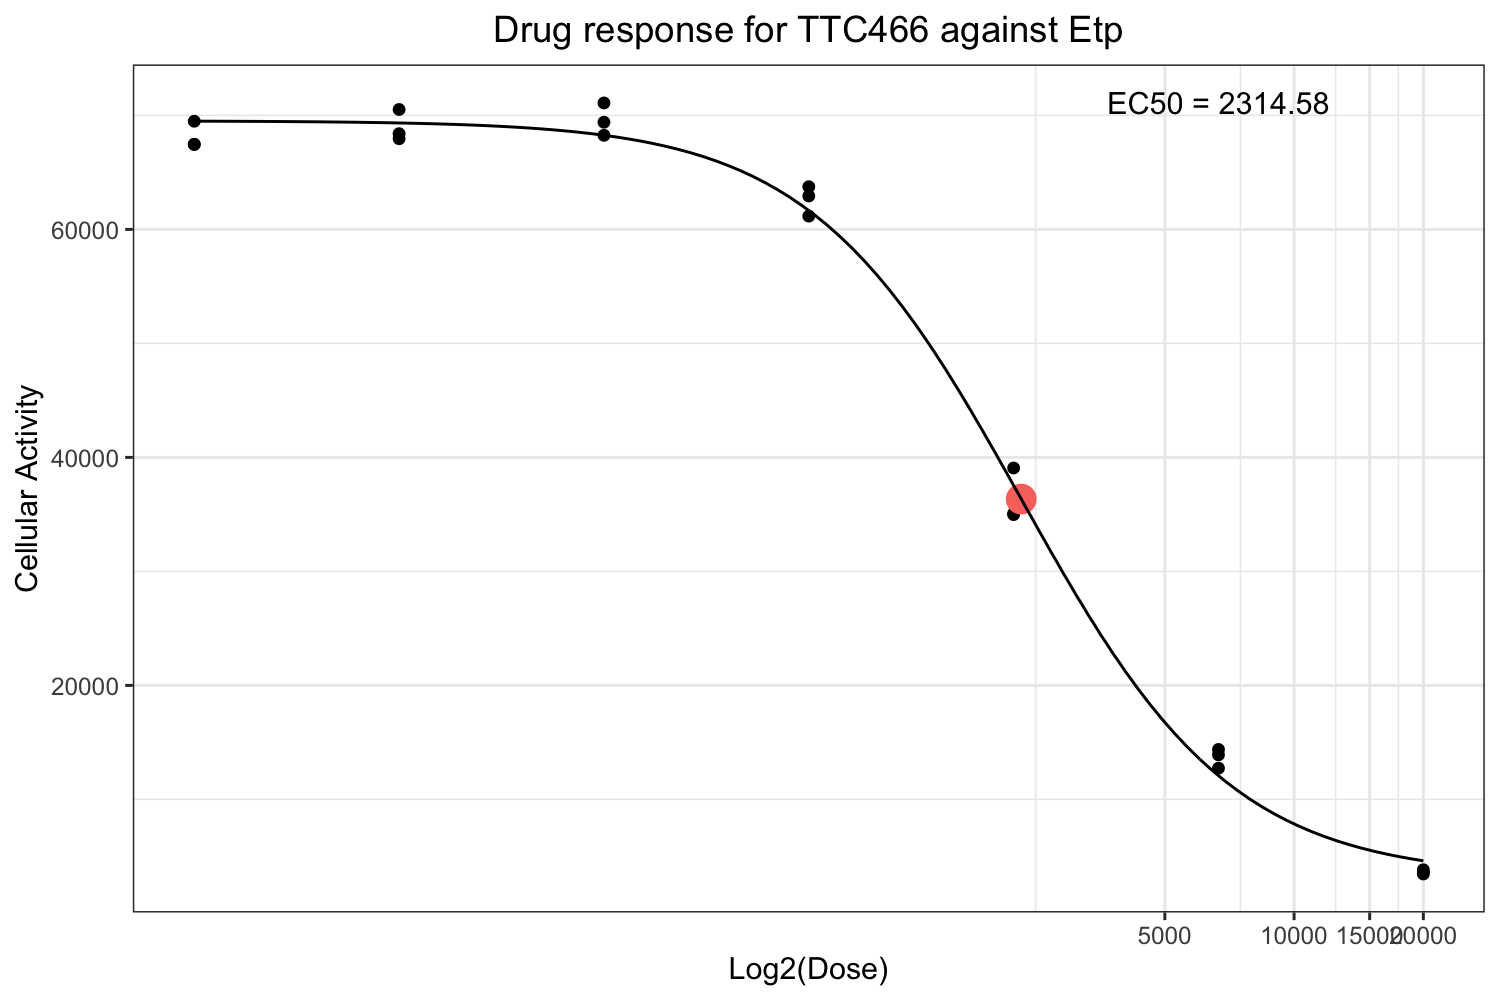 Drug response for TTC466 against Etp
EC50 = 2314.58
60000
40000
20000
Cellular Activity
5000 10000 15000 20000
Log2(Dose)